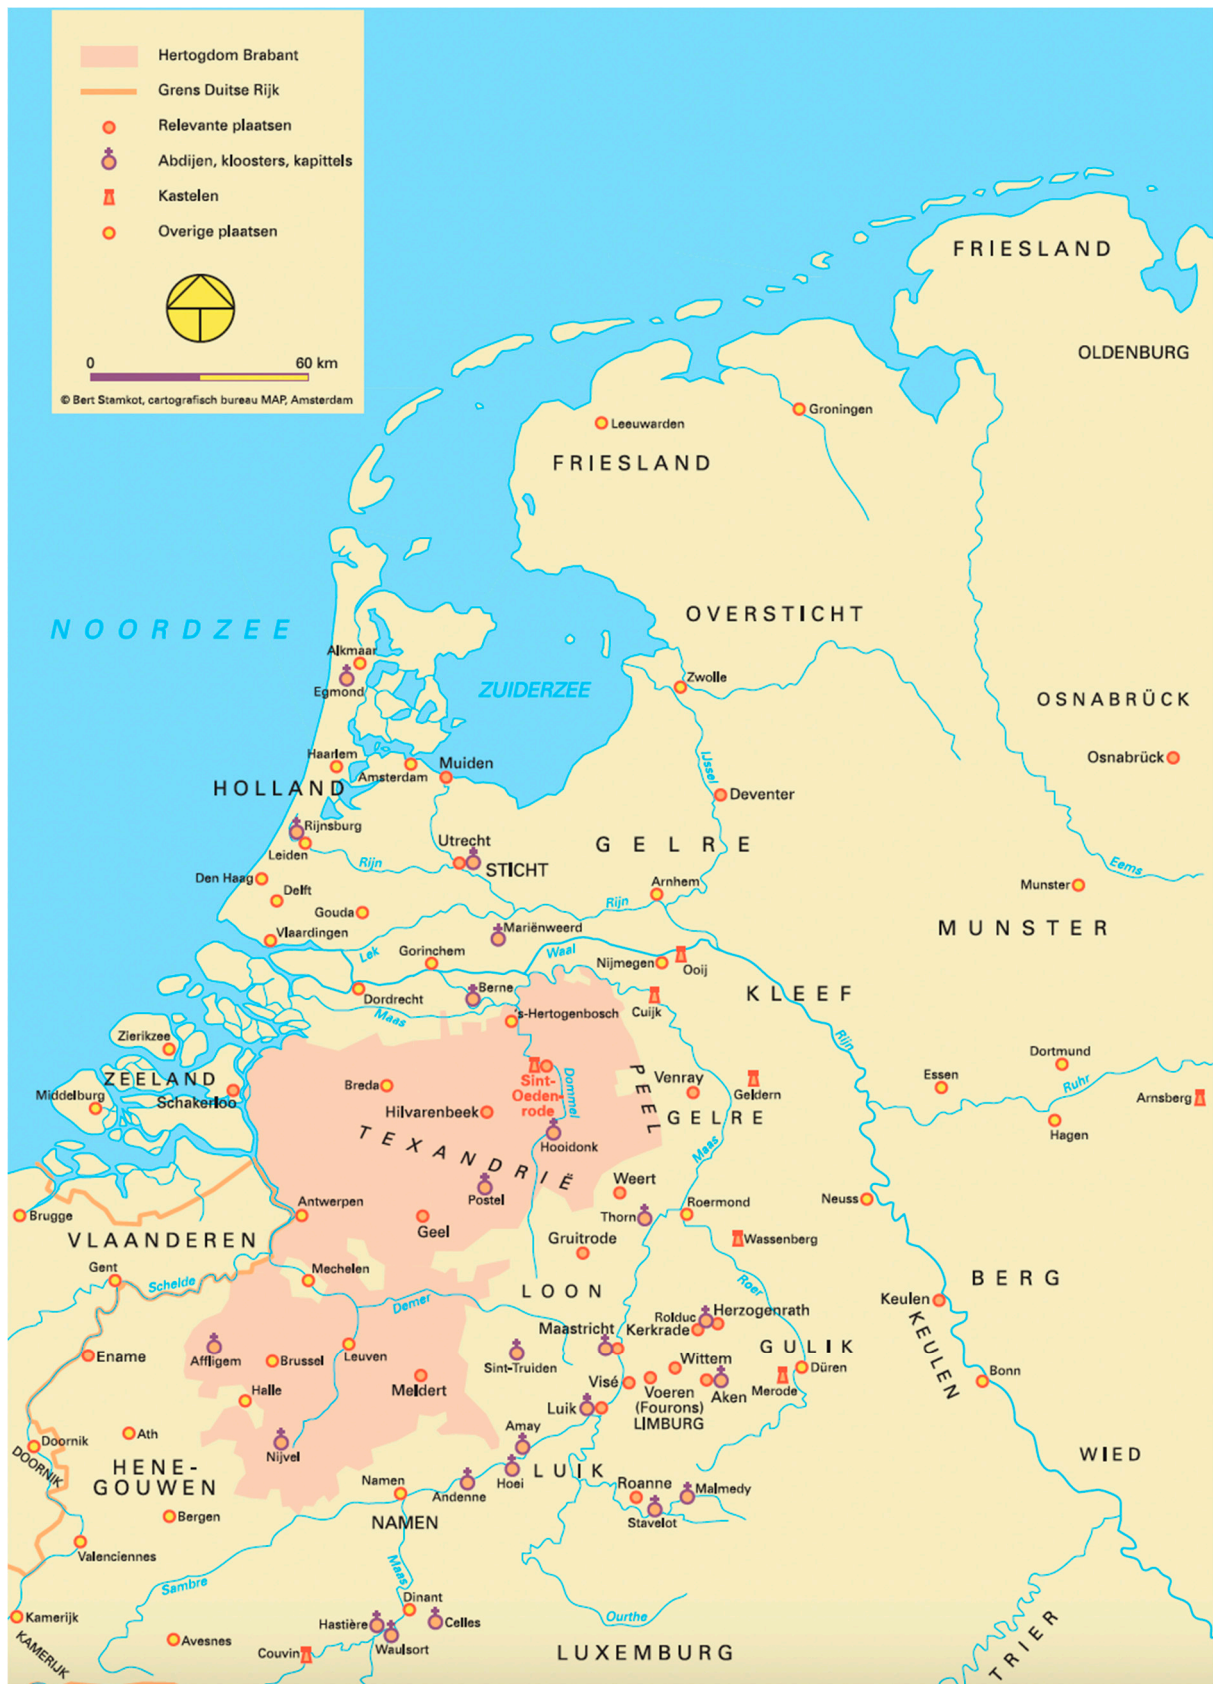 Hertogdom Brabant
Grens Duitse Rijk
Relevante plaatsen
Abdijen, kloosters, kapittels
Kastelen
Overige plaatsen
0 60 km
© Bert Stamkot, cartografisch bureau MAP, Amsterdam
FRIESLAND
OLDENBURG
Groningen
Leeuwarden
FRIESLAND
OVERSTICHT
NOORDZEE
Alkmaar
Egmond
ZUIDERZEE
Zwolle
OSNABRÜCK
Osnabrück
Haarlem
Amsterdam
Muiden
IJssel
HOLLAND
Deventer
Rijnsburg
Leiden
Rijn
Utrecht
STICHT
GELRE
Eems
Den Haag
Delft
Gouda
Arnhem
Rijn
Munster
MUNSTER
Vlaardingen
Mariënweerd
Lek
Gorinchem
Waal
Nijmegen
Ooij
Dordrecht
Berne
Cuijk
KLEEF
Maas
's-Hertogenbosch
Rijn
Zierikzee
ZEELAND
Middelburg
Schakerloo
Breda
Hilvarenbeek
Sint-
Oeden-
rode
Dommel
PEEL
Venray
Geldern
GELRE
Essen
Dortmund
Ruhr
Arnsberg
Hagen
TEXANDRIË
Hooidonk
Maas
Postel
Weert
Thorn
Roermond
Neuss
Brugge
Antwerpen
Geel
VLAANDEREN
Gruitrode
Wassenberg
Gent
Schelde
Mechelen
LOON
Roer
BERG
Demer
Keulen
KEULEN
Maastricht
Rolduc
Herzogenrath
Kerkrade
GULIK
Ename
Affligem
Brussel
Leuven
Sint-Truiden
Wittem
Düren
Halle
Meldert
Visé
Voeren
(Fourons)
LIMBURG
Aken
Merode
Bonn
Luik
Doornik
DOORNIK
Ath
Nijvel
Amay
HENE-
GOUWEN
Namen
Andenne
Hoei
LUIK
WIED
Bergen
NAMEN
Roanne
Malmedy
Stavelot
Valenciennes
Sambre
Maas
Dinant
Kamerijk
KAMERIJK
Avesnes
Hastière
Celles
Waulsort
Couvin
Ourthe
LUXEMBURG
TRIER